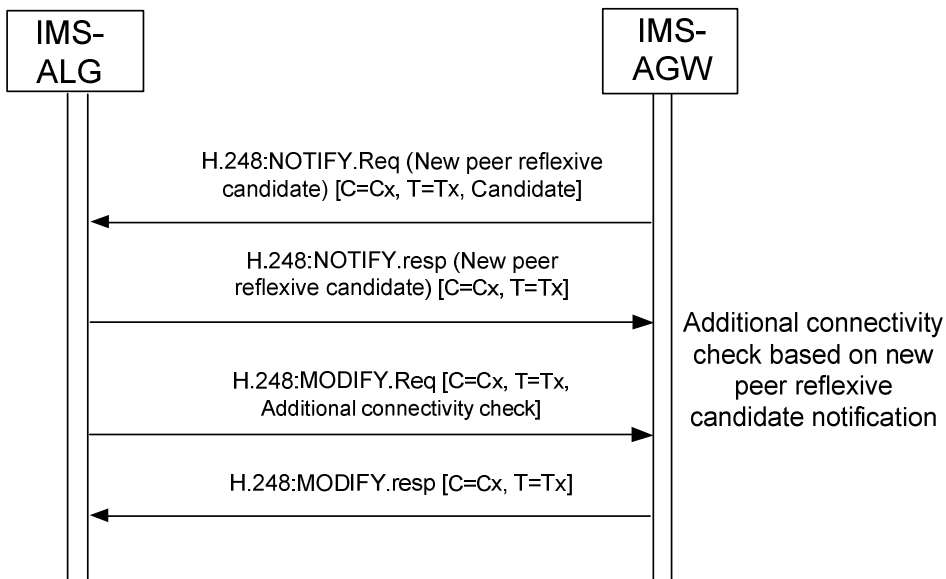 IMS-
ALG
IMS-
AGW
H.248:NOTIFY.Req (New peer reflexive
candidate) [C=Cx, T=Tx, Candidate]
H.248:NOTIFY.resp (New peer
reflexive candidate) [C=Cx, T=Tx]
Additional connectivity
check based on new
peer reflexive
candidate notification
H.248:MODIFY.Req [C=Cx, T=Tx,
Additional connectivity check]
H.248:MODIFY.resp [C=Cx, T=Tx]